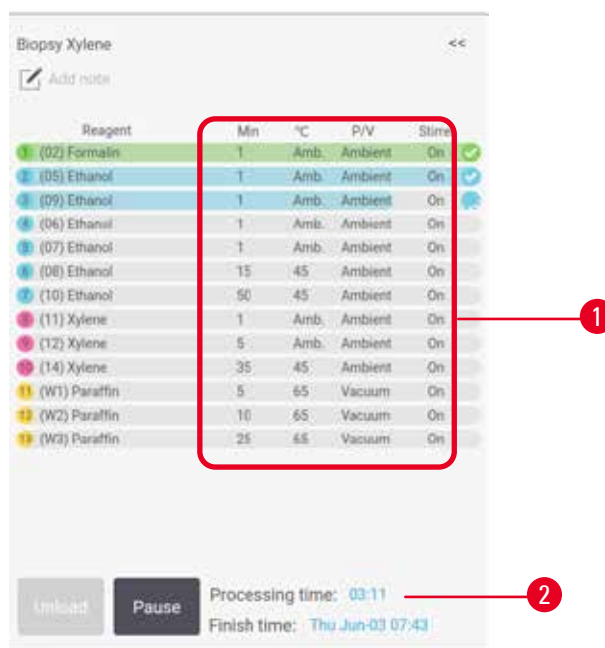 Biopsy Xylene <<
Add note
Reagent Min °C P/V Stirrer
1 (02) Formalin 1 Amb. Ambient On
2 (05) Ethanol 1 Amb. Ambient On
3 (09) Ethanol 1 Amb. Ambient On
4 (06) Ethanol 1 Amb. Ambient On
5 (07) Ethanol 1 Amb. Ambient On
6 (08) Ethanol 15 45 Ambient On
7 (10) Ethanol 50 45 Ambient On
8 (11) Xylene 1 Amb. Ambient On
9 (12) Xylene 5 Amb. Ambient On
10 (14) Xylene 35 45 Ambient On
11 (W1) Paraffin 5 65 Vacuum On
12 (W2) Paraffin 10 65 Vacuum On
13 (W3) Paraffin 25 65 Vacuum On
1
Unload Pause Processing time: 03:11 2
Finish time: Thu Jun-03 07:43